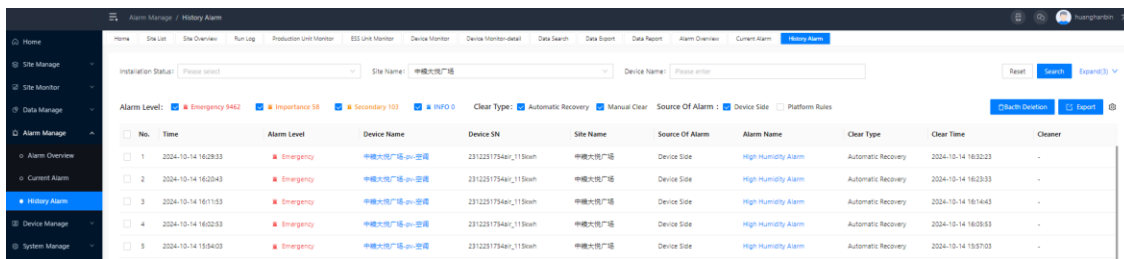 Alarm Manage / History Alarm
huanghanbin
Home
Site Manage
Site Monitor
Data Manage
Alarm Manage
Alarm Overview
Current Alarm
History Alarm
Device Manage
System Manage
Home Site List Site Overview Run Log Production Unit Monitor ESS Unit Monitor Device Monitor Device Monitor-detail Data Search Data Export Data Report Alarm Overview Current Alarm History Alarm
Installation Status: Please select Site Name: 中粮大悦广场 Device Name: Please enter Reset Search Expand(3)
Alarm Level: Emergency 9462 Importance 58 Secondary 103 INFO 0 Clear Type: Automatic Recovery Manual Clear Source Of Alarm : Device Side Platform Rules Bacth Deletion Export
No. Time Alarm Level Device Name Device SN Site Name Source Of Alarm Alarm Name Clear Type Clear Time Cleaner
1 2024-10-14 16:29:33 Emergency 中粮大悦广场-pv-空调 2312251754air_115kwh 中粮大悦广场 Device Side High Humidity Alarm Automatic Recovery 2024-10-14 16:32:23 -
2 2024-10-14 16:20:43 Emergency 中粮大悦广场-pv-空调 2312251754air_115kwh 中粮大悦广场 Device Side High Humidity Alarm Automatic Recovery 2024-10-14 16:23:33 -
3 2024-10-14 16:11:53 Emergency 中粮大悦广场-pv-空调 2312251754air_115kwh 中粮大悦广场 Device Side High Humidity Alarm Automatic Recovery 2024-10-14 16:14:43 -
4 2024-10-14 16:02:53 Emergency 中粮大悦广场-pv-空调 2312251754air_115kwh 中粮大悦广场 Device Side High Humidity Alarm Automatic Recovery 2024-10-14 16:05:53 -
5 2024-10-14 15:54:03 Emergency 中粮大悦广场-pv-空调 2312251754air_115kwh 中粮大悦广场 Device Side High Humidity Alarm Automatic Recovery 2024-10-14 15:57:03 -